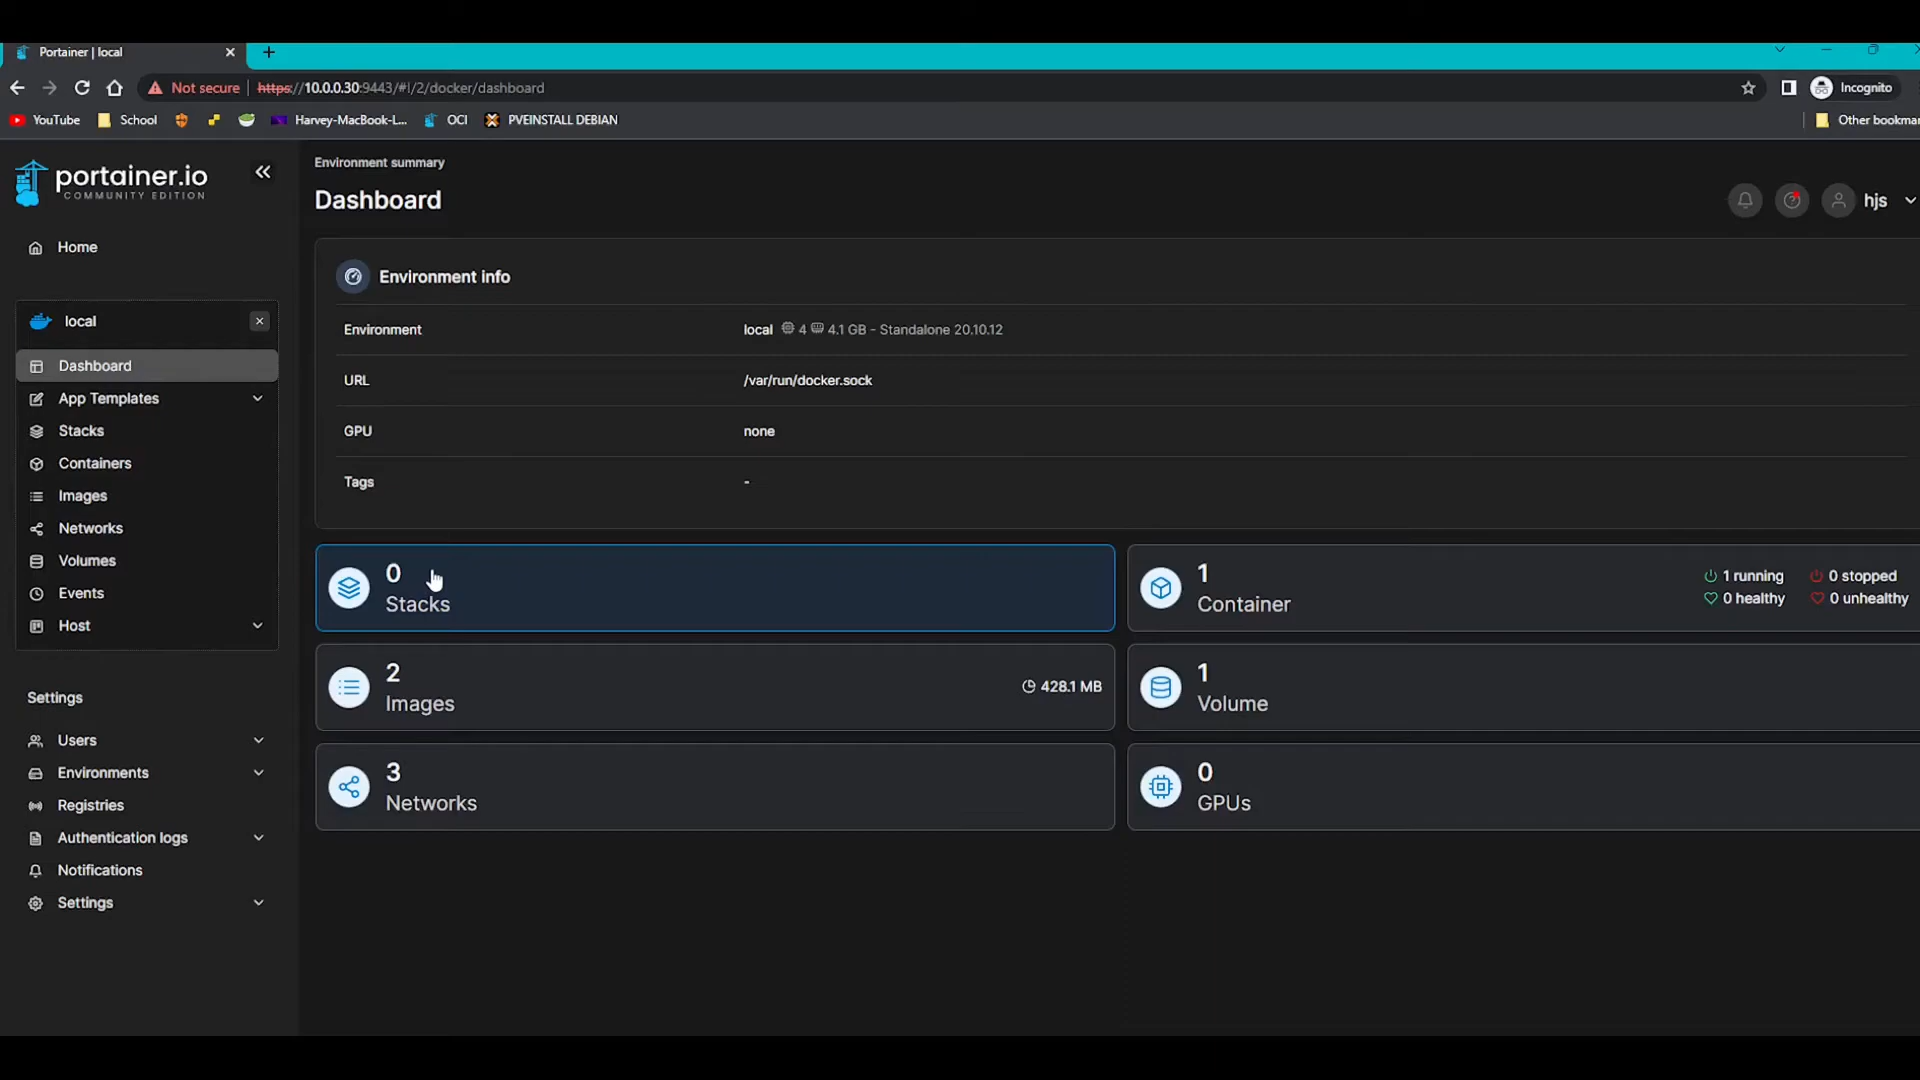 Portainer | local
Not secure
https://10.0.0.30:9443/#!/2/docker/dashboard
Incognito
YouTube
School
Harvey-MacBook-L...
OCI
PVEINSTALL DEBIAN
Other bookmar
portainer.io
COMMUNITY EDITION
Home
local
Dashboard
App Templates
Stacks
Containers
Images
Networks
Volumes
Events
Host
Settings
Users
Environments
Registries
Authentication logs
Notifications
Settings
Environment summary
Dashboard
hjs
Environment info
Environment
local 4 4.1 GB - Standalone 20.10.12
URL
/var/run/docker.sock
GPU
none
Tags
-
0
Stacks
1
Container
1 running
0 stopped
0 healthy
0 unhealthy
2
Images
428.1 MB
1
Volume
3
Networks
0
GPUs